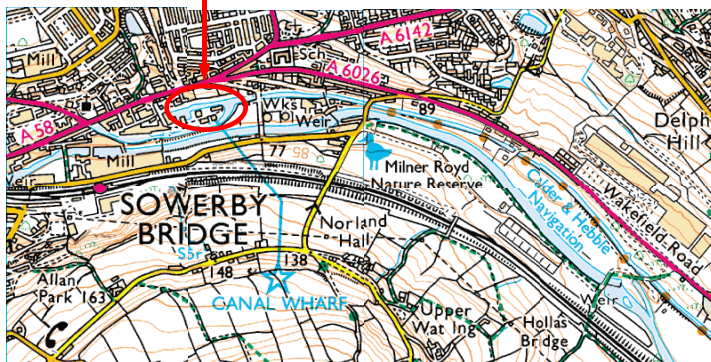 Mill
A 6142
Sch
A 6026
A 58
Wks
Weir
89
Delph
Hill
Mill
77
85
Milner Royd
Nature Reserve
Calder & Hebble
Navigation
Wakefield Road
SOWERBY
BRIDGE
Norland
Hall
Spr
148
138
Allan
Park 163
CANAL WHARF
Upper
Wat Ing
Weir
Hollas
Bridge